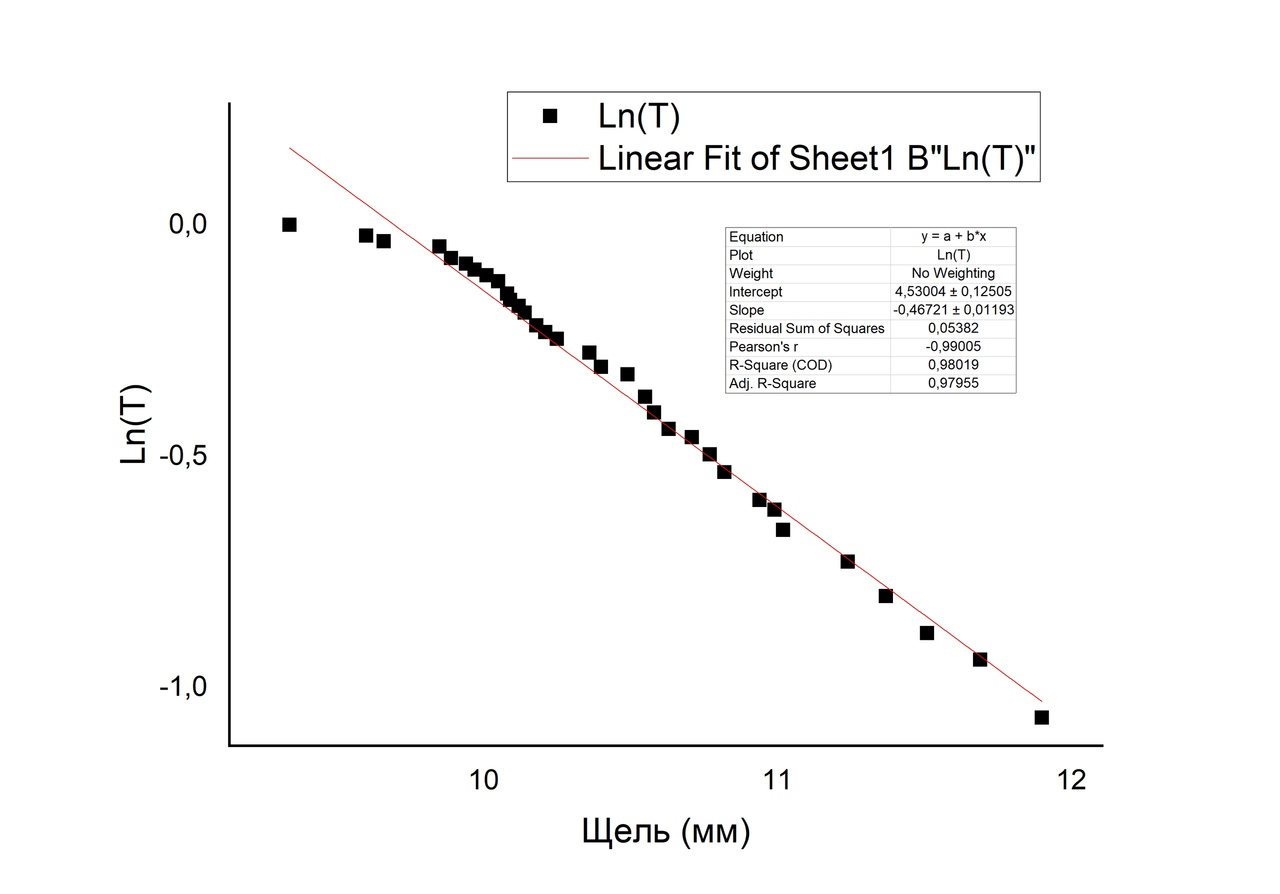 Ln(T)
Linear Fit of Sheet1 B"Ln(T)"
0,0
-0,5
-1,0
Ln(T)
Equation y = a + b*x
Plot Ln(T)
Weight No Weighting
Intercept 4,53004 ± 0,12505
Slope -0,46721 ± 0,01193
Residual Sum of Squares 0,05382
Pearson's r -0,99005
R-Square (COD) 0,98019
Adj. R-Square 0,97955
10 11 12
Щель (мм)